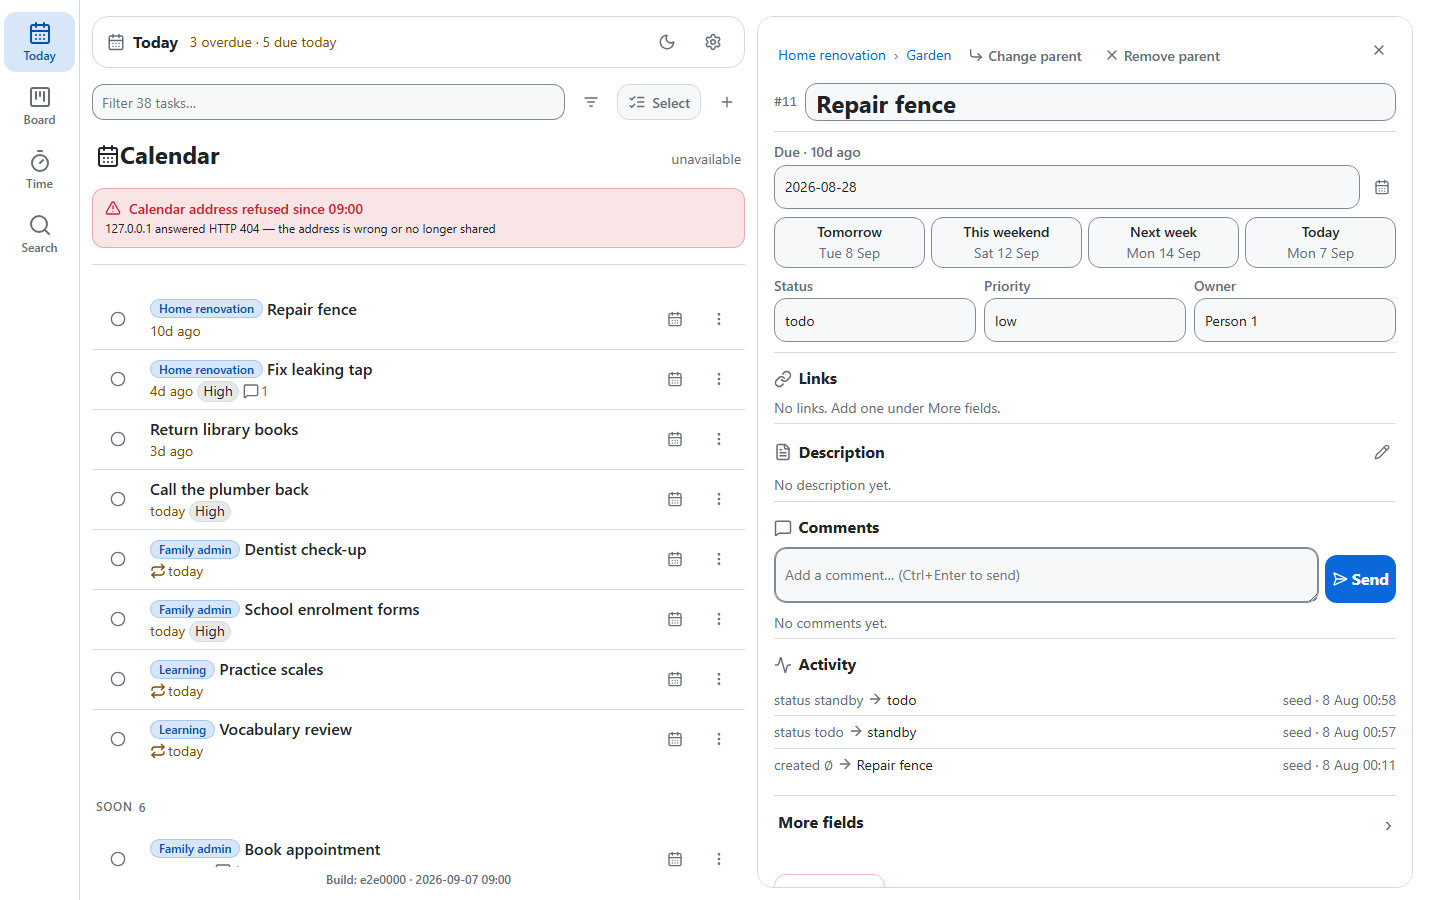 Today
Board
Time
Search
Today 3 overdue · 5 due today
Filter 38 tasks...
Select
Calendar
unavailable
Calendar address refused since 09:00
127.0.0.1 answered HTTP 404 — the address is wrong or no longer shared
Home renovation Repair fence
10d ago
Home renovation Fix leaking tap
4d ago High 1
Return library books
3d ago
Call the plumber back
today High
Family admin Dentist check-up
today
Family admin School enrolment forms
today High
Learning Practice scales
today
Learning Vocabulary review
today
SOON 6
Family admin Book appointment
Build: e2e0000 · 2026-09-07 09:00
Home renovation › Garden Change parent Remove parent
#11 Repair fence
Due · 10d ago
2026-08-28
Tomorrow
Tue 8 Sep
This weekend
Sat 12 Sep
Next week
Mon 14 Sep
Today
Mon 7 Sep
Status
todo
Priority
low
Owner
Person 1
Links
No links. Add one under More fields.
Description
No description yet.
Comments
Add a comment... (Ctrl+Enter to send)
Send
No comments yet.
Activity
status standby → todo seed · 8 Aug 00:58
status todo → standby seed · 8 Aug 00:57
created Ø → Repair fence seed · 8 Aug 00:11
More fields